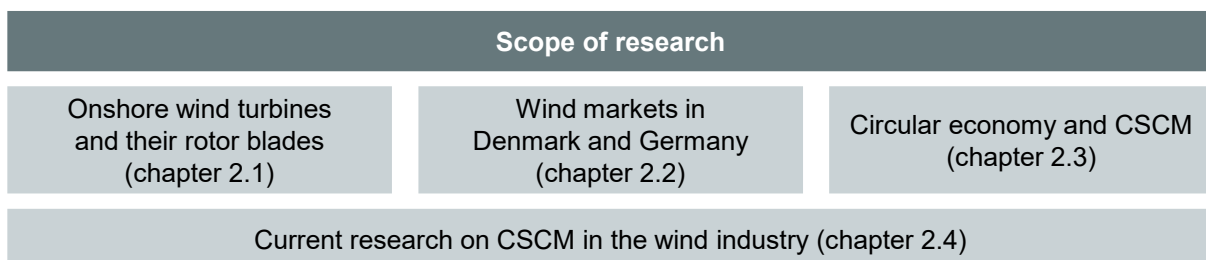 Scope of research
Onshore wind turbines
and their rotor blades
(chapter 2.1)
Wind markets in
Denmark and Germany
(chapter 2.2)
Circular economy and CSCM
(chapter 2.3)
Current research on CSCM in the wind industry (chapter 2.4)